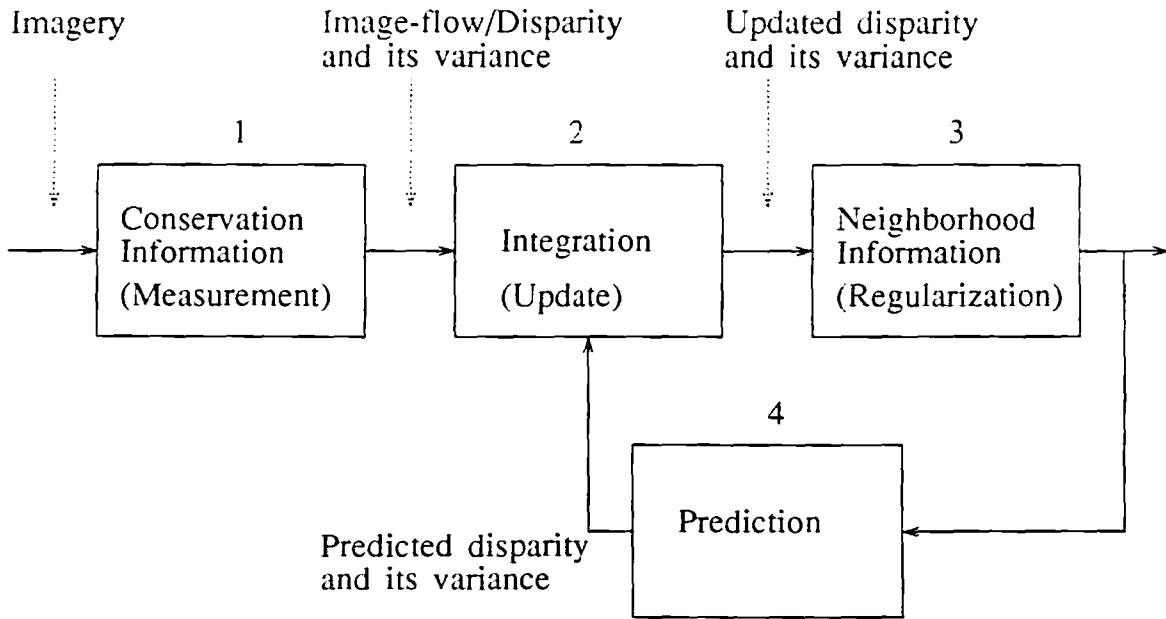 Imagery
Image-flow/Disparity
and its variance
Updated disparity
and its variance
1
2
3
Conservation
Information
(Measurement)
Integration
(Update)
Neighborhood
Information
(Regularization)
4
Prediction
Predicted disparity
and its variance